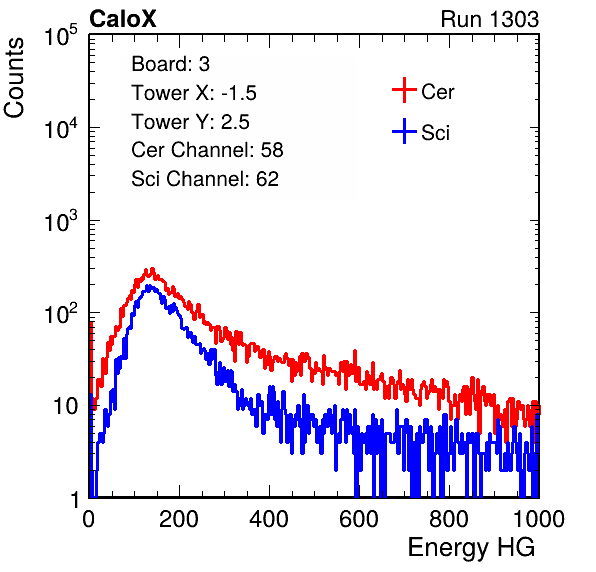 CaloX Run 1303
Counts
10^5
10^4
10^3
10^2
10
1
Board: 3
Tower X: -1.5
Tower Y: 2.5
Cer Channel: 58
Sci Channel: 62
Cer
Sci
0 200 400 600 800 1000
Energy HG